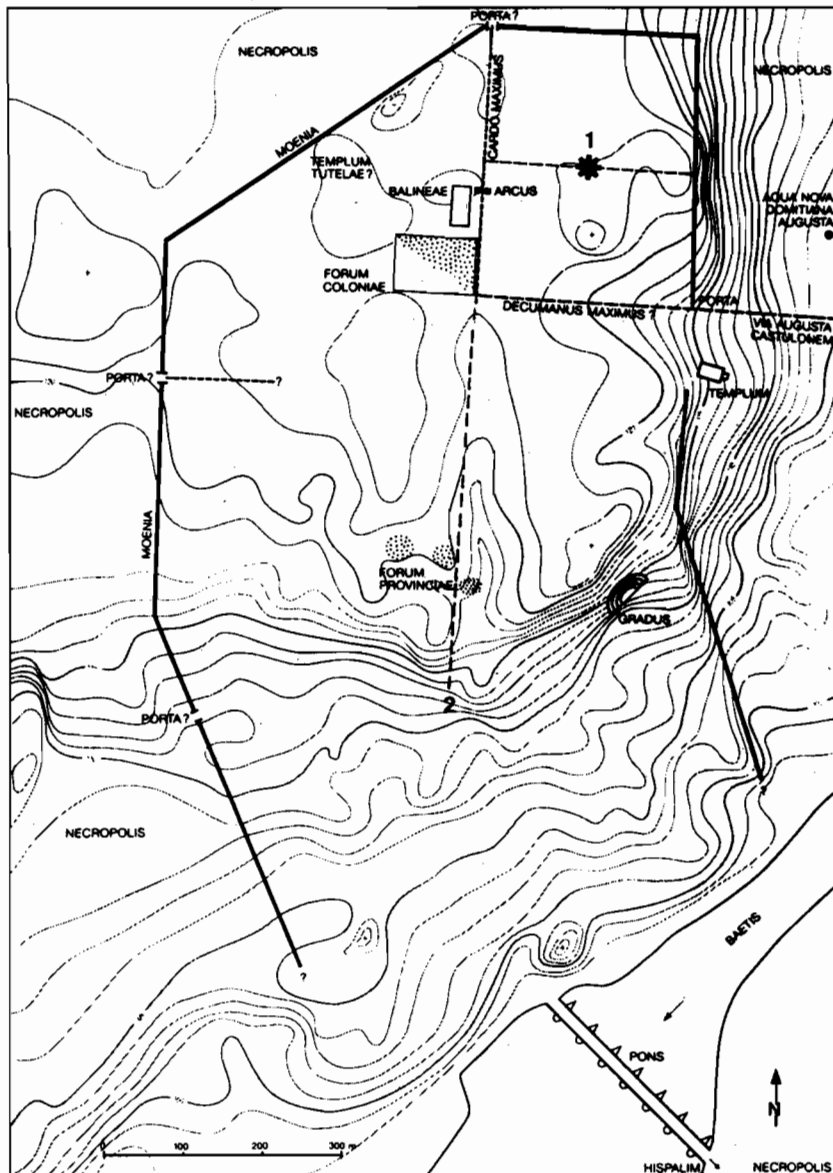 PORTA ?
NECROPOLIS
NECROPOLIS
CARDO MAXIMUS
MOENIA
1
TEMPLUM
TUTELAE ?
BALINEAE
ARCUS
AQUA NOVA
DOMITIANA
AUGUSTA
FORUM
COLONIAE
DECUMANUS MAXIMUS ?
PORTA
VIA AUGUSTA
CASTULONEM
PORTA ?
?
TEMPLUM
NECROPOLIS
MOENIA
FORUM
PROVINCIAE
GRADUS
2
PORTA ?
?
NECROPOLIS
?
BAETIS
PONS
N
0 100 200 300 m
HISPALIM
NECROPOLIS